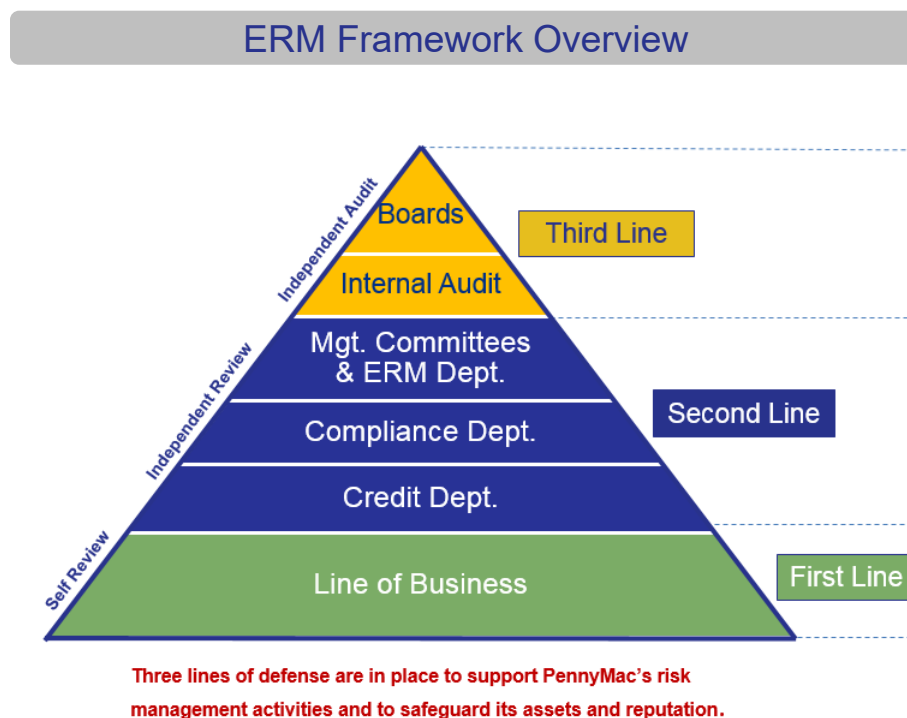 ERM Framework Overview
Boards
Third Line
Independent Audit
Internal Audit
Mgt. Committees
& ERM Dept.
Second Line
Independent Review
Compliance Dept.
Credit Dept.
Self Review
Line of Business
First Line
Three lines of defense are in place to support PennyMac's risk
management activities and to safeguard its assets and reputation.